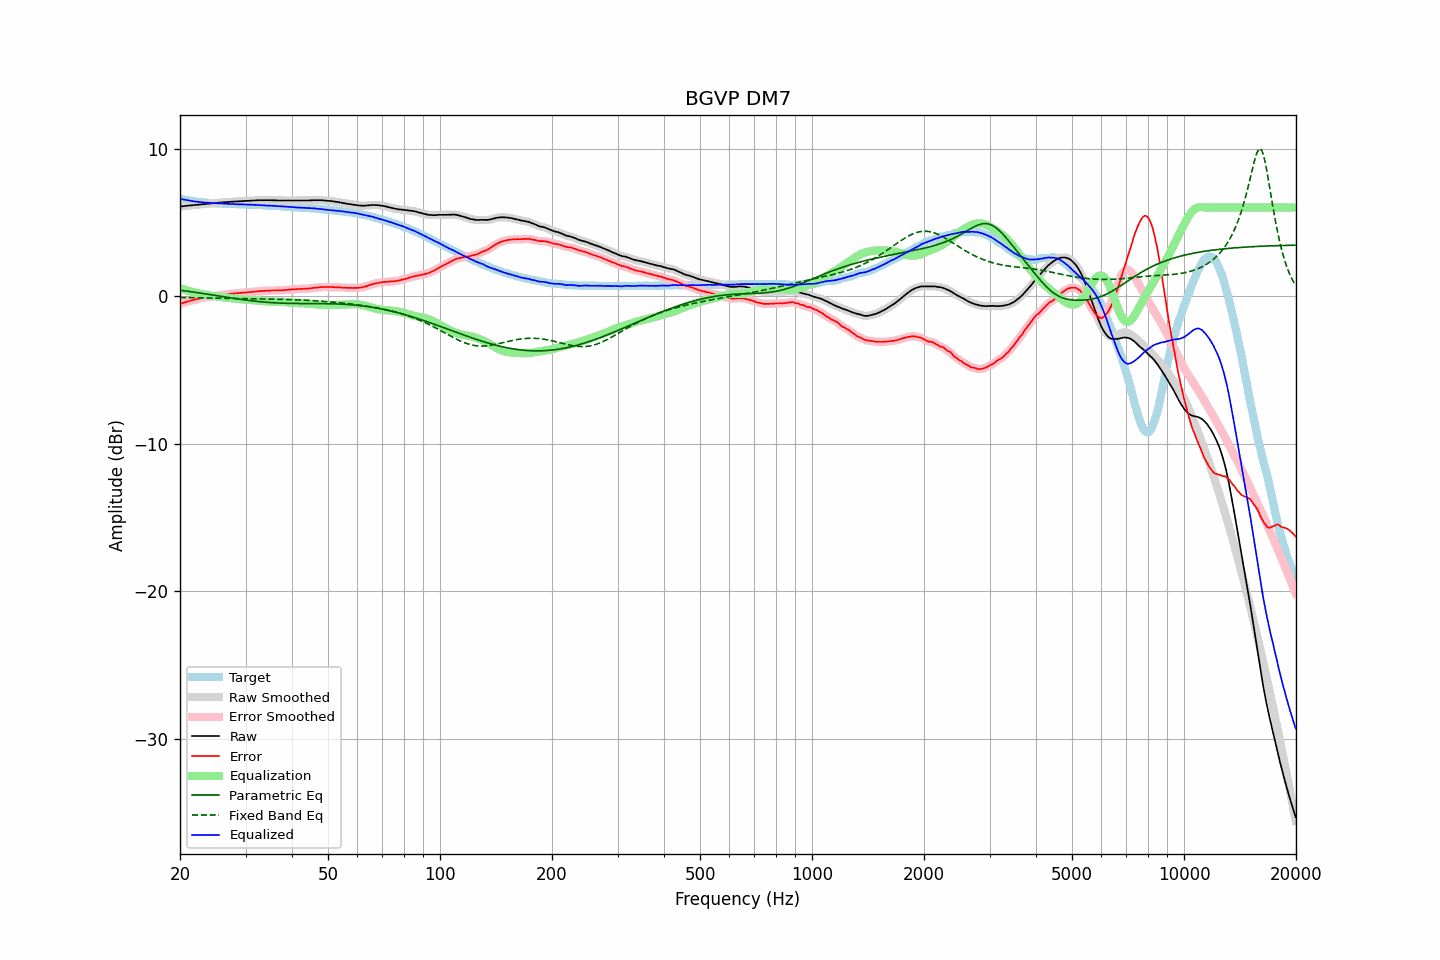 BGVP DM7
10
0
−10
−20
−30
Amplitude (dBr)
Target
Raw Smoothed
Error Smoothed
Raw
Error
Equalization
Parametric Eq
Fixed Band Eq
Equalized
20
50
100
200
500
1000
2000
5000
10000
20000
Frequency (Hz)